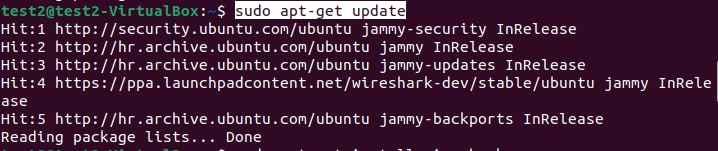 test2@test2-VirtualBox:~$ sudo apt-get update
Hit:1 http://security.ubuntu.com/ubuntu jammy-security InRelease
Hit:2 http://hr.archive.ubuntu.com/ubuntu jammy InRelease
Hit:3 http://hr.archive.ubuntu.com/ubuntu jammy-updates InRelease
Hit:4 https://ppa.launchpadcontent.net/wireshark-dev/stable/ubuntu jammy InRele
ase
Hit:5 http://hr.archive.ubuntu.com/ubuntu jammy-backports InRelease
Reading package lists... Done